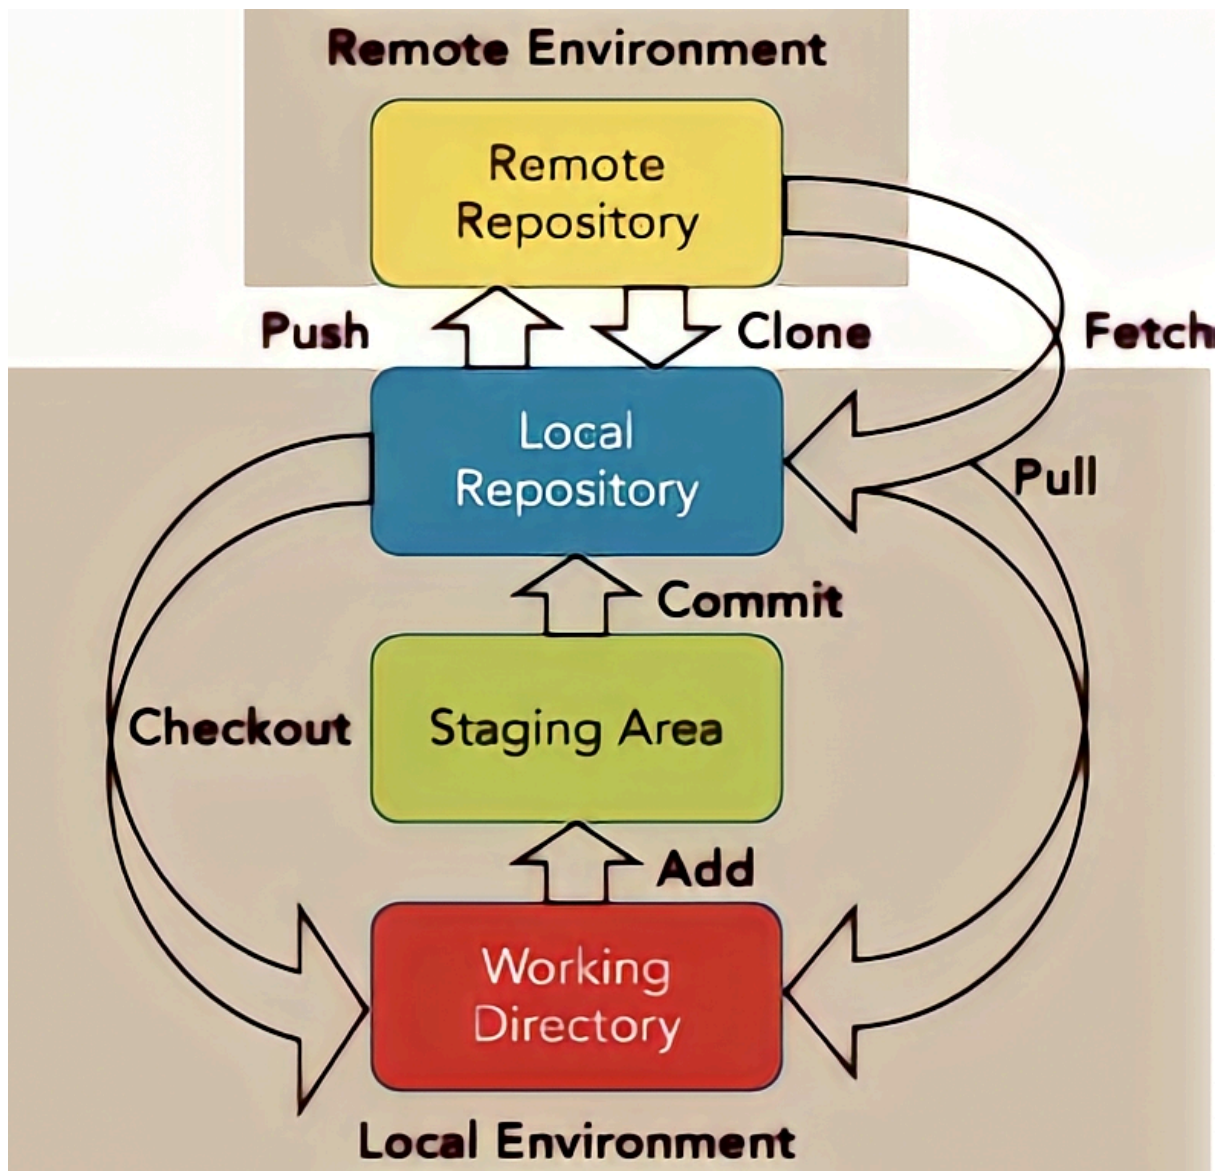 Remote Environment
Remote
Repository
Push
Clone
Fetch
Local
Repository
Pull
Commit
Checkout
Staging Area
Add
Working
Directory
Local Environment